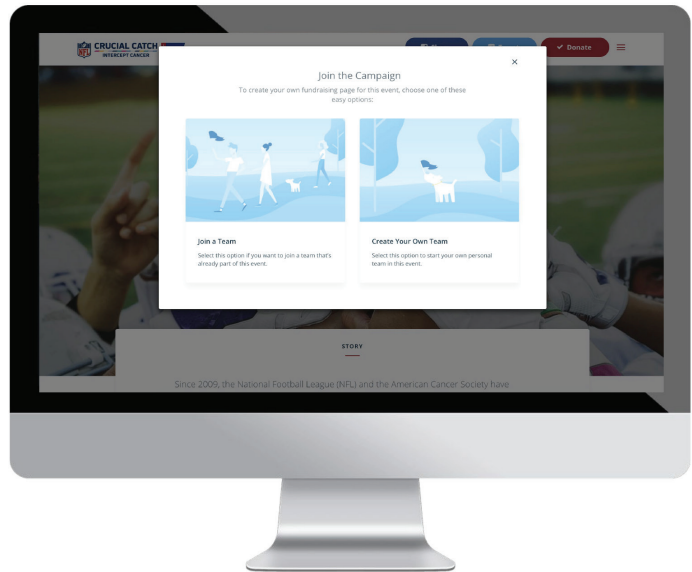 NFL
CRUCIAL CATCH
INTERCEPT CANCER
Donate
Join the Campaign
To create your own fundraising page for this event, choose one of these
easy options:
Join a Team
Select this option if you want to join a team that's
already part of this event.
Create Your Own Team
Select this option to start your own personal
team in this event.
STORY
Since 2009, the National Football League (NFL) and the American Cancer Society have